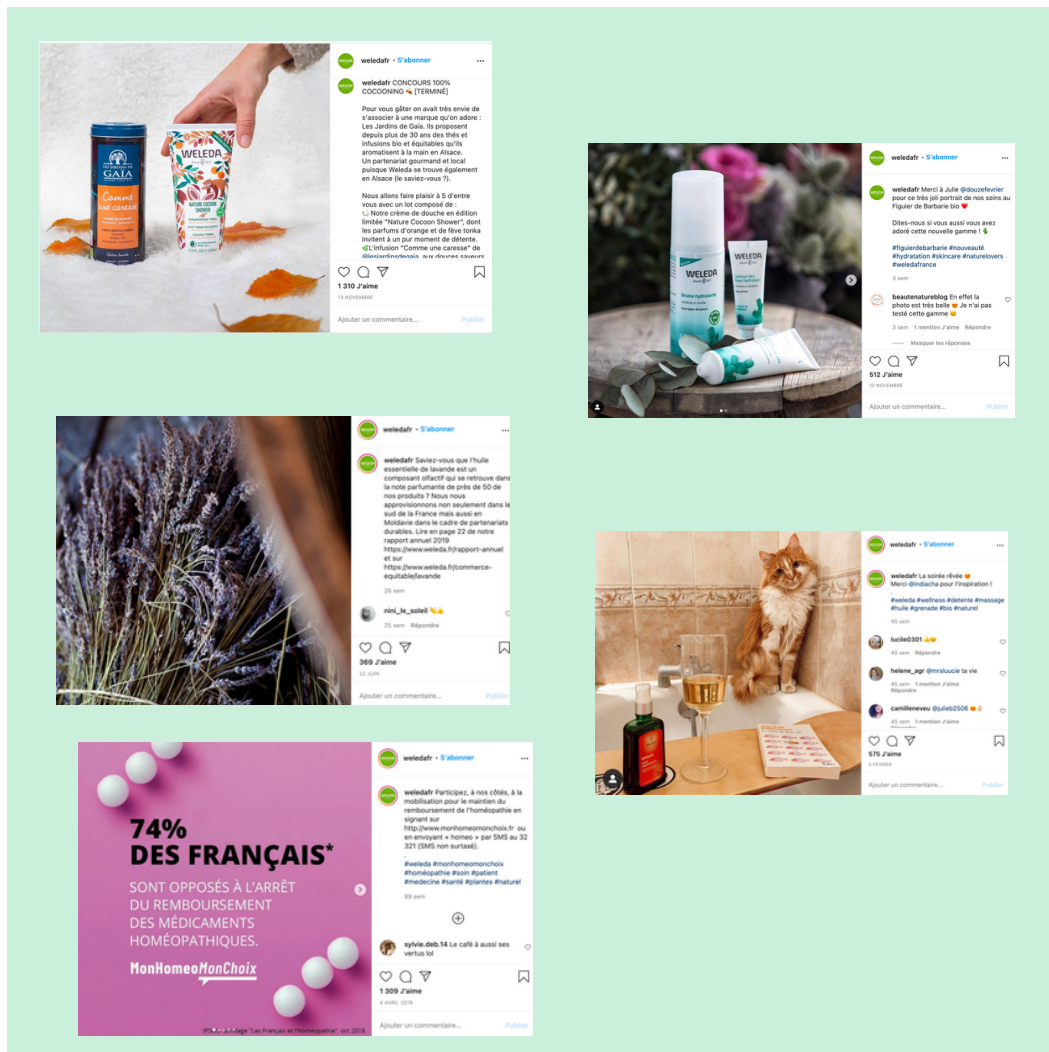 weledafr • S'abonner
weledafr CONCOURS 100%
COCOONING 🍂 [TERMINÉ]
Pour vous gâter on avait très envie de
s'associer à une marque qu'on adore :
Les Jardins de Gaïa. Ils proposent
depuis plus de 30 ans des thés et
infusions bio et équitables qu'ils
aromatisent à la main en Alsace.
Un partenariat gourmand et local
puisque Weleda se trouve également
en Alsace (le saviez-vous ?).
Nous allons faire plaisir à 5 d'entre
vous avec un lot composé de :
Notre crème de douche en édition
limitée "Nature Cocoon Shower", dont
les parfums d'orange et de fève tonka
invitent à un pur moment de détente.
🌿L'infusion "Comme une caresse" de
@lesjardinsdegaia, aux douces saveurs
1 310 J'aime
13 NOVEMBRE
Ajouter un commentaire...
Publier
LES JARDINS DE
GAÏA
Comme
une caresse
WELEDA
NATURE COCOON
SHOWER
weledafr • S'abonner
weledafr Merci à Julie @douzefevrier
pour ce très joli portrait de nos soins au
Figuier de Barbarie bio ❤️
Dites-nous si vous aussi vous avez
adoré cette nouvelle gamme ! 🌵
#figuierdebarbarie #nouveauté
#hydratation #skincare #naturelovers
#weledafrance
3 sem
beautenatureblog En effet la
photo est très belle 😍 Je n'ai pas
testé cette gamme 😊
3 sem 1 mention J'aime Répondre
Masquer les réponses
512 J'aime
10 NOVEMBRE
Ajouter un commentaire...
Publier
WELEDA
Brume hydratante
WELEDA
weledafr • S'abonner
weledafr Saviez-vous que l'huile
essentielle de lavande est un
composant olfactif qui se retrouve dans
la note parfumante de près de 50 de
nos produits ? Nous nous
approvisionnons non seulement dans le
sud de la France mais aussi en
Moldavie dans le cadre de partenariats
durables. Lire en page 22 de notre
rapport annuel 2019
https://www.weleda.fr/rapport-annuel
et sur
https://www.weleda.fr/commerce-
equitable/lavande
26 sem
nini_le_soleil 👏👍
25 sem Répondre
369 J'aime
22 JUIN
Ajouter un commentaire...
Publier
weledafr • S'abonner
weledafr La soirée rêvée 😍
Merci @indiacha pour l'inspiration !
.
#weleda #wellness #detente #massage
#huile #grenade #bio #naturel
45 sem
lucile0301 👍😍
45 sem Répondre
helene_agr @mrsluucie ta vie
45 sem 1 mention J'aime
Répondre
camilleneveu @julieb2506 😍👌
45 sem 1 mention J'aime
Répondre
575 J'aime
5 FÉVRIER
Ajouter un commentaire...
Publier
74%
DES FRANÇAIS*
SONT OPPOSÉS À L'ARRÊT
DU REMBOURSEMENT
DES MÉDICAMENTS
HOMÉOPATHIQUES.
MonHomeoMonChoix
"Les Français et l'homéopathie", oct 2018
weledafr • S'abonner
weledafr Participez, à nos côtés, à la
mobilisation pour le maintien du
remboursement de l'homéopathie en
signant sur
http://www.monhomeomonchoix.fr ou
en envoyant « homeo » par SMS au 32
321 (SMS non surtaxé).
.
#weleda #monhomeomonchoix
#homéopathie #soin #patient
#medecine #santé #plantes #naturel
89 sem
sylvie.deb.14 Le café à aussi ses
vertus lol
1 309 J'aime
4 AVRIL 2019
Ajouter un commentaire...
Publier